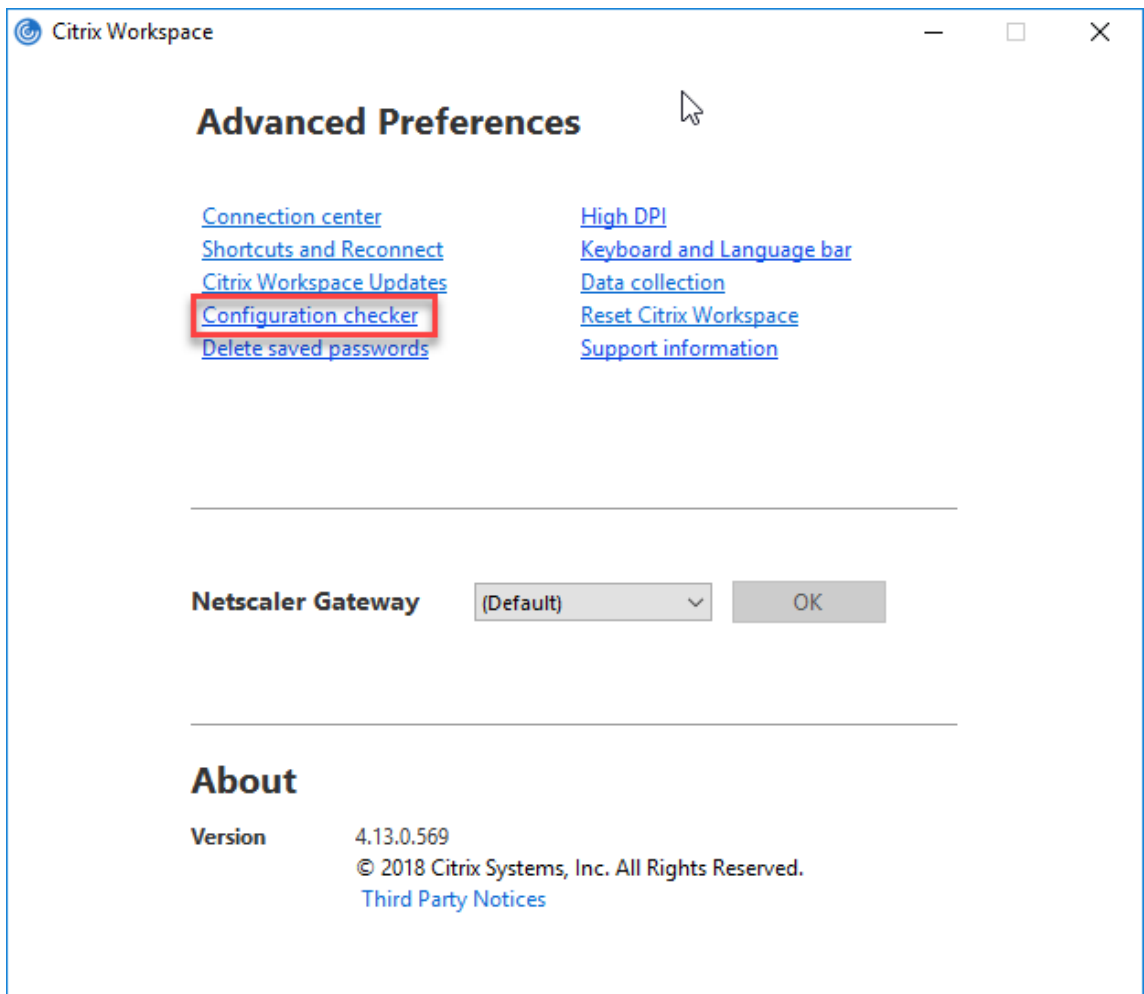 Citrix Workspace
Advanced Preferences
Connection center
Shortcuts and Reconnect
Citrix Workspace Updates
Configuration checker
Delete saved passwords
High DPI
Keyboard and Language bar
Data collection
Reset Citrix Workspace
Support information
Netscaler Gateway
(Default)
OK
About
Version
4.13.0.569
© 2018 Citrix Systems, Inc. All Rights Reserved.
Third Party Notices